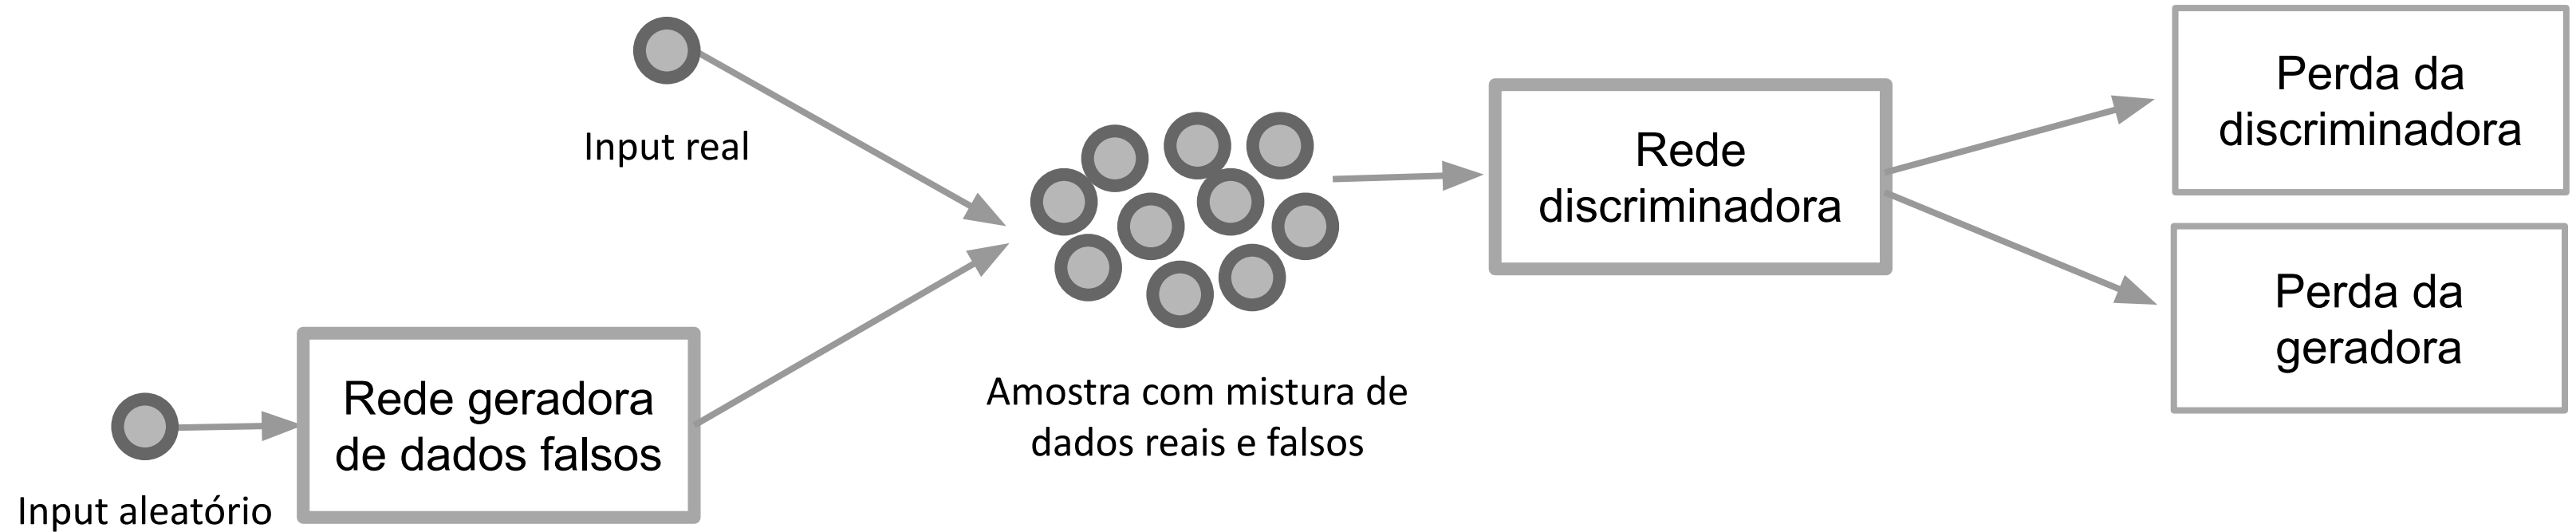 Input real
Input aleatório
Rede geradora
de dados falsos
Amostra com mistura de
dados reais e falsos
Rede
discriminadora
Perda da
discriminadora
Perda da
geradora